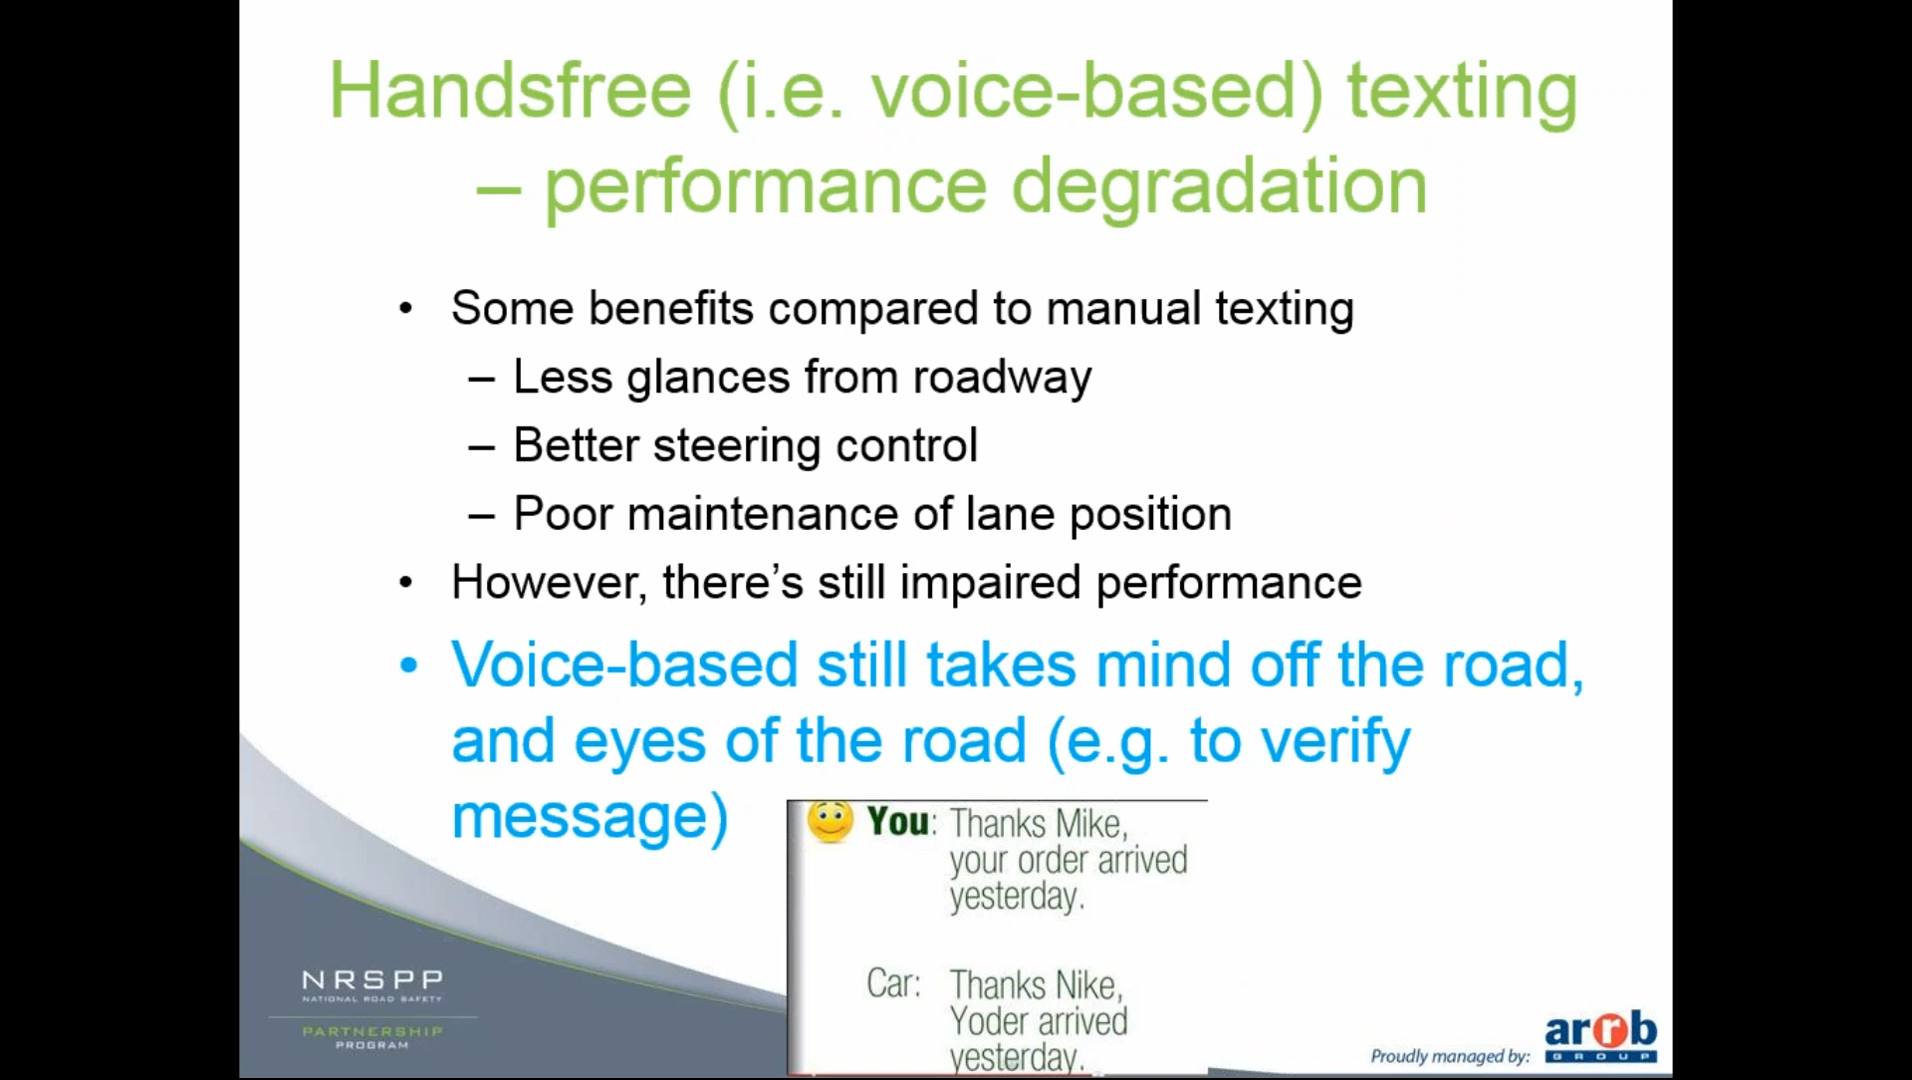 Handsfree (i.e. voice-based) texting
– performance degradation
• Some benefits compared to manual texting
– Less glances from roadway
– Better steering control
– Poor maintenance of lane position
• However, there’s still impaired performance
• Voice-based still takes mind off the road,
and eyes of the road (e.g. to verify
message)
You: Thanks Mike,
your order arrived
yesterday.
Car: Thanks Nike,
Yoder arrived
yesterday.
NRSPP
NATIONAL ROAD SAFETY
PARTNERSHIP
PROGRAM
Proudly managed by:
arrb
GROUP